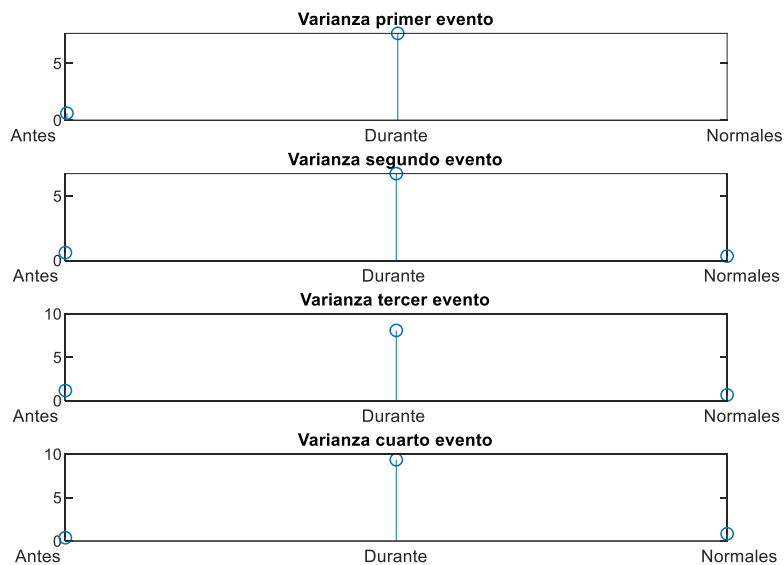 Varianza primer evento
5
0
Antes Durante Normales
Varianza segundo evento
5
0
Antes Durante Normales
Varianza tercer evento
10
5
0
Antes Durante Normales
Varianza cuarto evento
10
5
0
Antes Durante Normales